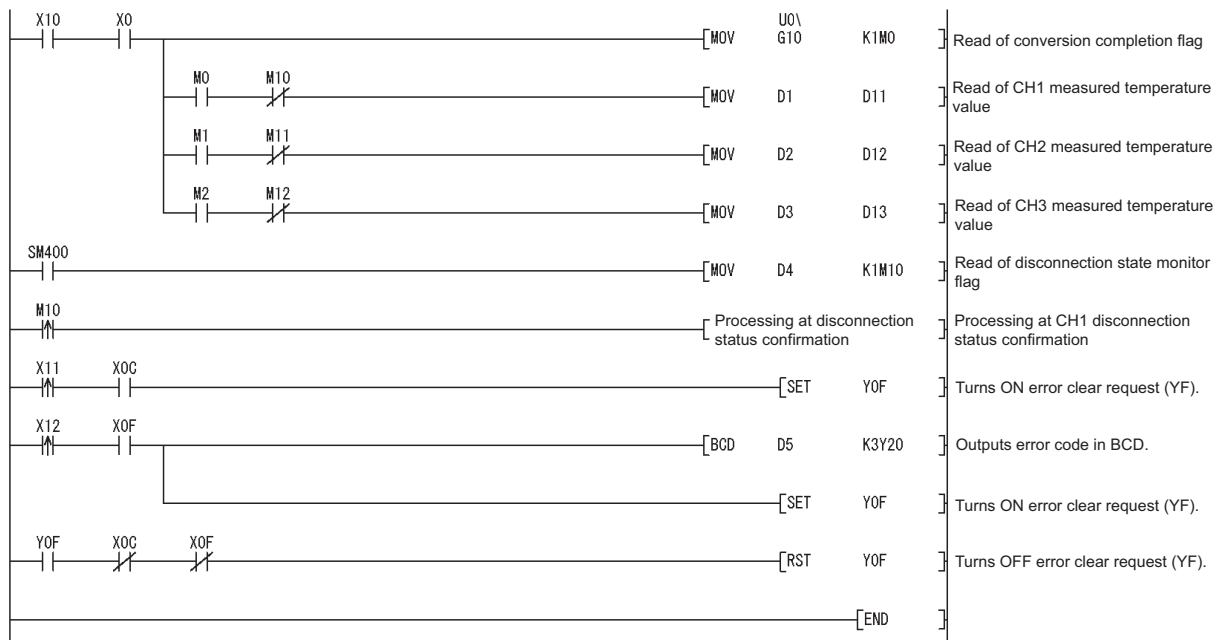 X10 X0 U0\
MOV G10 K1M0 Read of conversion completion flag
M0 M10
MOV D1 D11 Read of CH1 measured temperature
value
M1 M11
MOV D2 D12 Read of CH2 measured temperature
value
M2 M12
MOV D3 D13 Read of CH3 measured temperature
value
SM400
MOV D4 K1M10 Read of disconnection state monitor
flag
M10
Processing at disconnection Processing at CH1 disconnection
status confirmation status confirmation
X11 X0C
SET Y0F Turns ON error clear request (YF).
X12 X0F
BCD D5 K3Y20 Outputs error code in BCD.
SET Y0F Turns ON error clear request (YF).
Y0F X0C X0F
RST Y0F Turns OFF error clear request (YF).
END